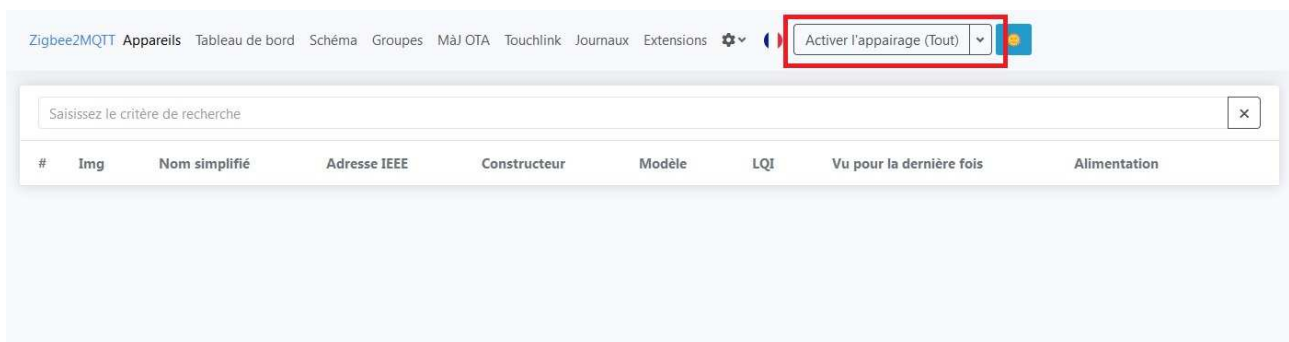 Zigbee2MQTT Appareils Tableau de bord Schéma Groupes MàJ OTA Touchlink Journaux Extensions Activer l'appairage (Tout)
Saisissez le critère de recherche
# Img Nom simplifié Adresse IEEE Constructeur Modèle LQI Vu pour la dernière fois Alimentation